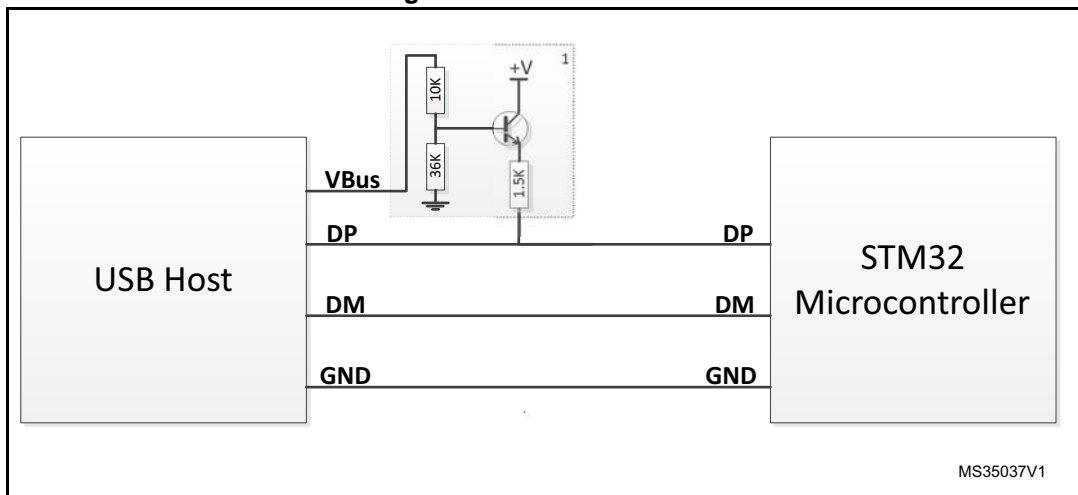 +V
1
10K
36K
1.5K
VBus
DP
DP
USB Host
STM32
Microcontroller
DM
DM
GND
GND
MS35037V1